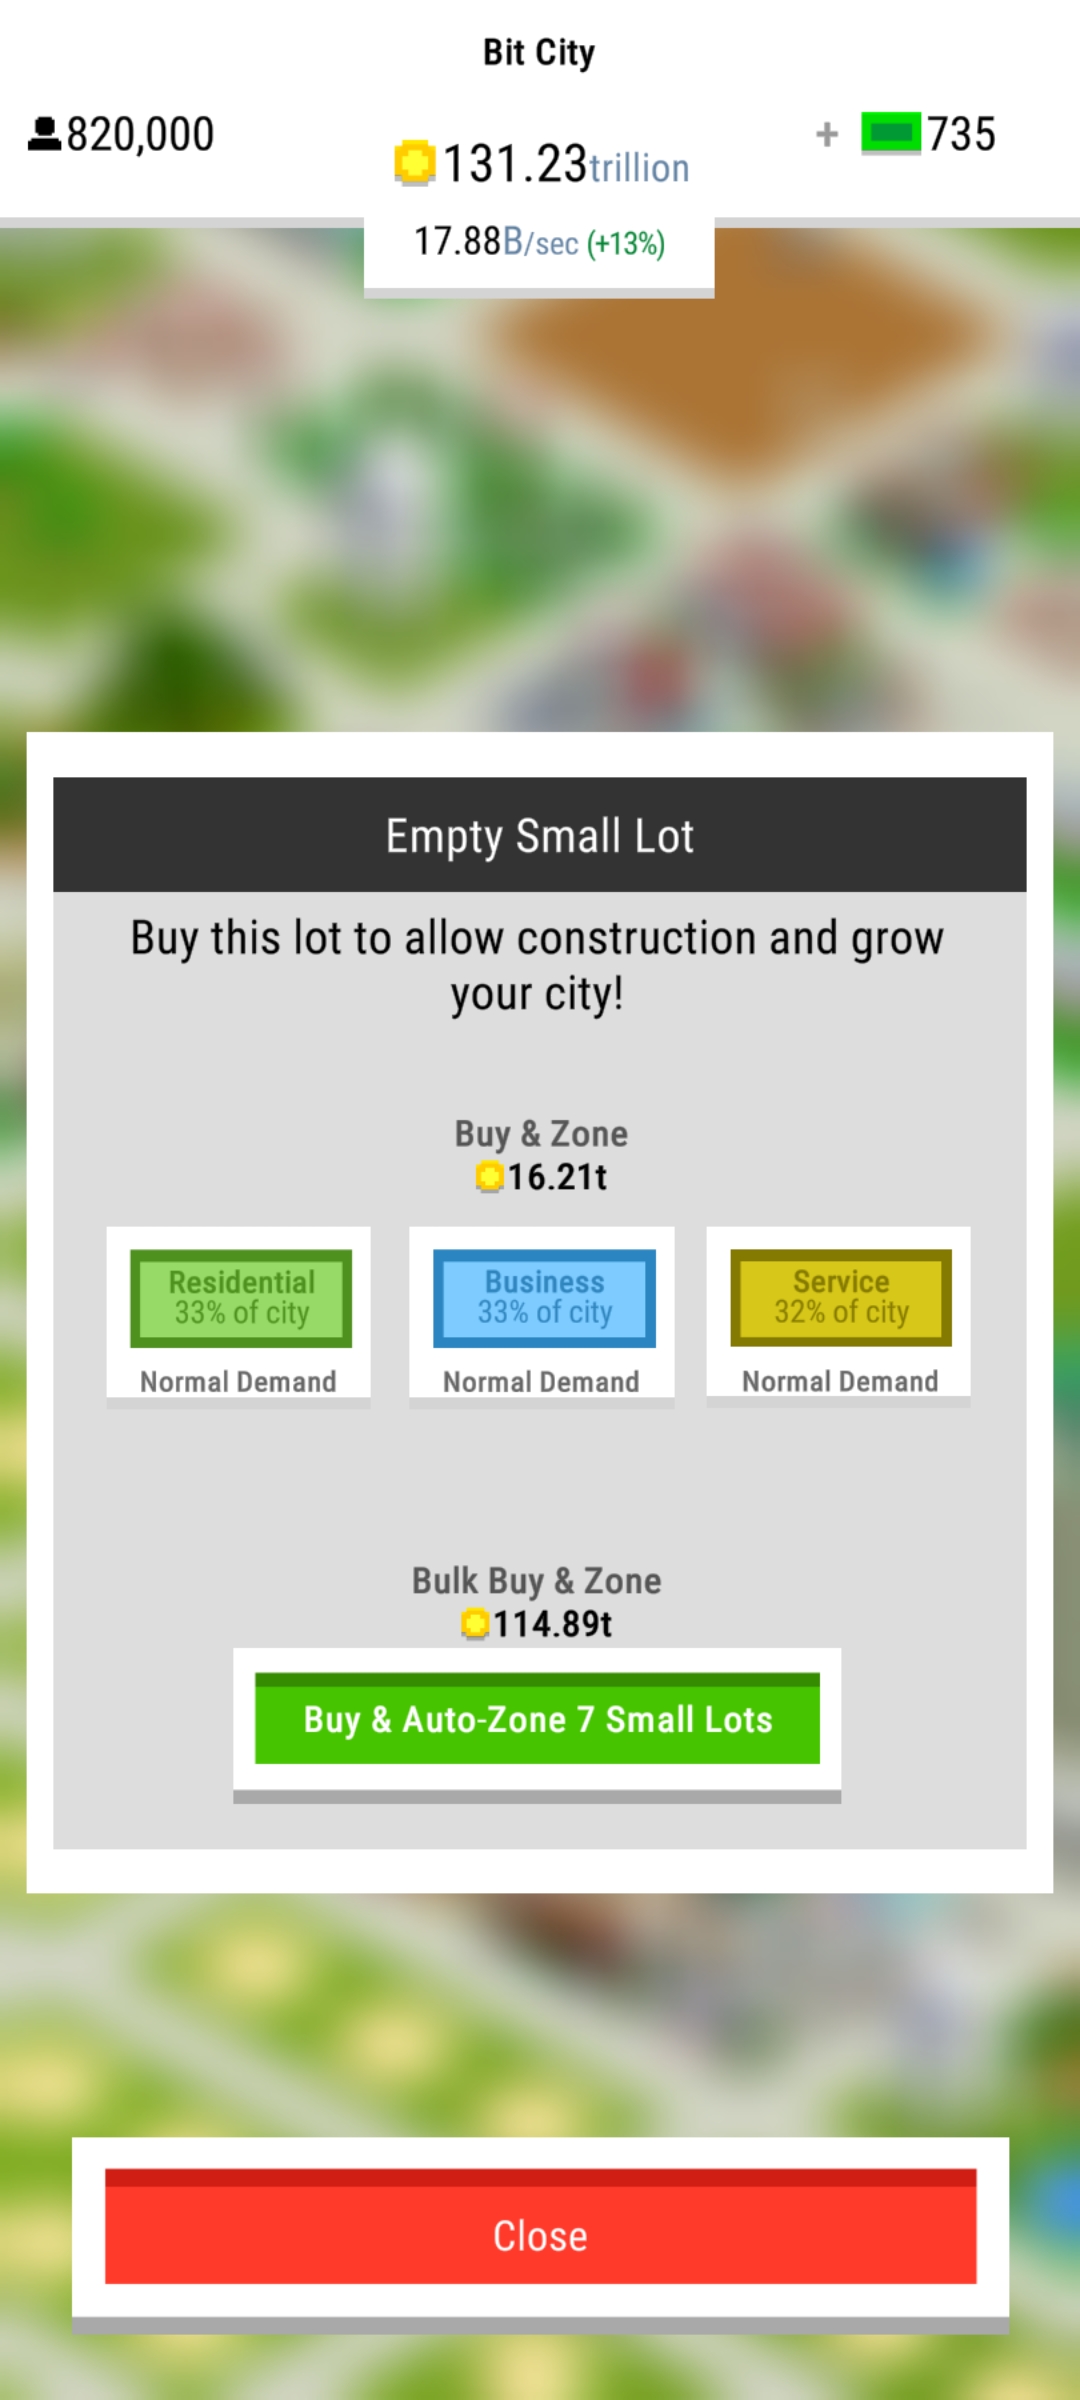 Bit City
820,000
131.23trillion
+ 735
17.88B/sec (+13%)
Empty Small Lot
Buy this lot to allow construction and grow
your city!
Buy & Zone
16.21t
Residential
33% of city
Normal Demand
Business
33% of city
Normal Demand
Service
32% of city
Normal Demand
Bulk Buy & Zone
114.89t
Buy & Auto-Zone 7 Small Lots
Close